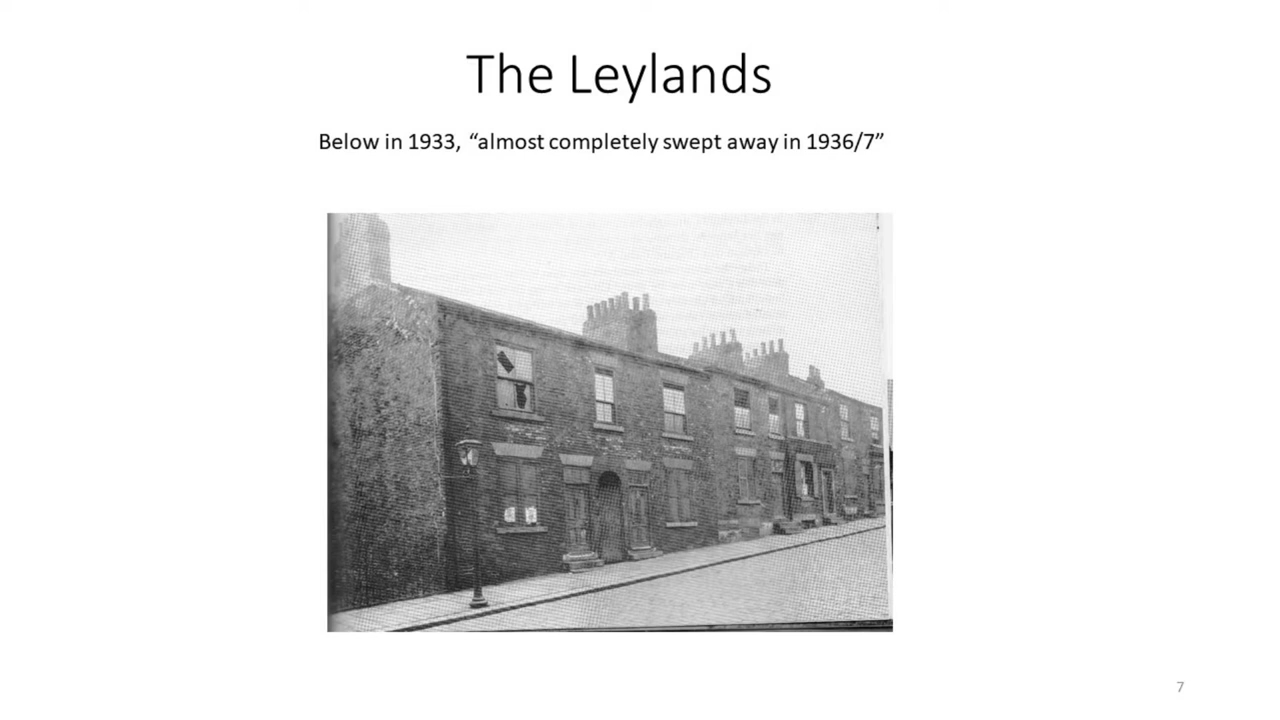 The Leylands
Below in 1933, “almost completely swept away in 1936/7”
7